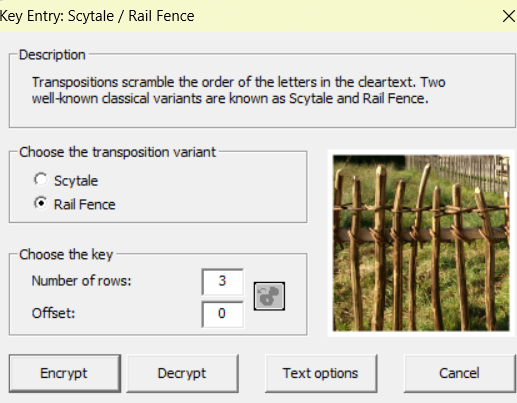 Key Entry: Scytale / Rail Fence
Description
Transpositions scramble the order of the letters in the cleartext. Two
well-known classical variants are known as Scytale and Rail Fence.
Choose the transposition variant
Scytale
Rail Fence
Choose the key
Number of rows: 3
Offset: 0
Encrypt Decrypt Text options Cancel